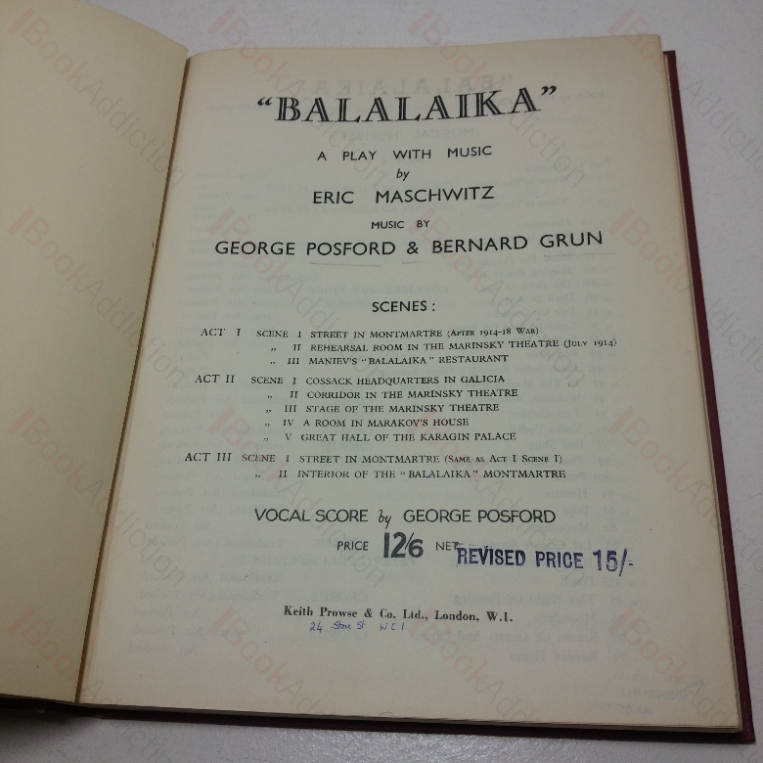 "BALALAIKA"
A PLAY WITH MUSIC
by
ERIC MASCHWITZ
MUSIC BY
GEORGE POSFORD & BERNARD GRUN
SCENES:
ACT I SCENE I STREET IN MONTMARTRE (AFTER 1914-18 WAR)
„ II REHEARSAL ROOM IN THE MARINSKY THEATRE (JULY 1914)
„ III MANIEV'S "BALALAIKA" RESTAURANT
ACT II SCENE I COSSACK HEADQUARTERS IN GALICIA
„ II CORRIDOR IN THE MARINSKY THEATRE
„ III STAGE OF THE MARINSKY THEATRE
„ IV A ROOM IN MARAKOV'S HOUSE
„ V GREAT HALL OF THE KARAGIN PALACE
ACT III SCENE I STREET IN MONTMARTRE (SAME AS ACT I SCENE I)
„ II INTERIOR OF THE "BALALAIKA" MONTMARTRE
VOCAL SCORE by GEORGE POSFORD
PRICE 12/6 NET REVISED PRICE 15/-
Keith Prowse & Co. Ltd., London, W.1.
24 Store St. W.C.1.
BookAddiction